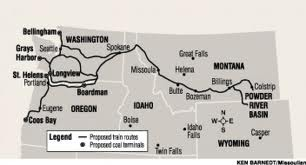 Bellingham
WASHINGTON
Grays
Harbor
Seattle
Spokane
Great Falls
St. Helens
Longview
Missoula
Helena
MONTANA
Portland
Boardman
Butte
Bozeman
Billings
Colstrip
OREGON
IDAHO
POWDER
RIVER
BASIN
Eugene
Coos Bay
Boise
Idaho
Falls
N
W
E
S
WYOMING
Casper
Legend
Proposed train routes
Proposed coal terminals
Twin Falls
KEN BARNEDT/Missoulian